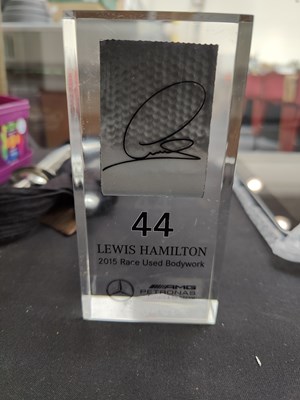 44
LEWIS HAMILTON
2015 Race Used Bodywork
AMG
PETRONAS